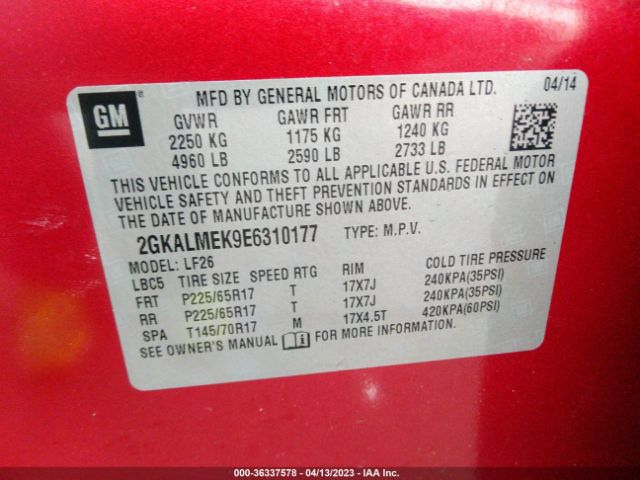 GM ®
MFD BY GENERAL MOTORS OF CANADA LTD. 04/14
GVWR GAWR FRT GAWR RR
2250 KG 1175 KG 1240 KG
4960 LB 2590 LB 2733 LB
THIS VEHICLE CONFORMS TO ALL APPLICABLE U.S. FEDERAL MOTOR
VEHICLE SAFETY AND THEFT PREVENTION STANDARDS IN EFFECT ON
THE DATE OF MANUFACTURE SHOWN ABOVE.
2GKALMEK9E6310177 TYPE: M.P.V.
MODEL: LF26
LBC5 TIRE SIZE SPEED RTG RIM COLD TIRE PRESSURE
FRT P225/65R17 T 17X7J 240KPA(35PSI)
RR P225/65R17 T 17X7J 240KPA(35PSI)
SPA T145/70R17 M 17X4.5T 420KPA(60PSI)
SEE OWNER'S MANUAL FOR MORE INFORMATION.
000-36337578 - 04/13/2023 - IAA Inc.